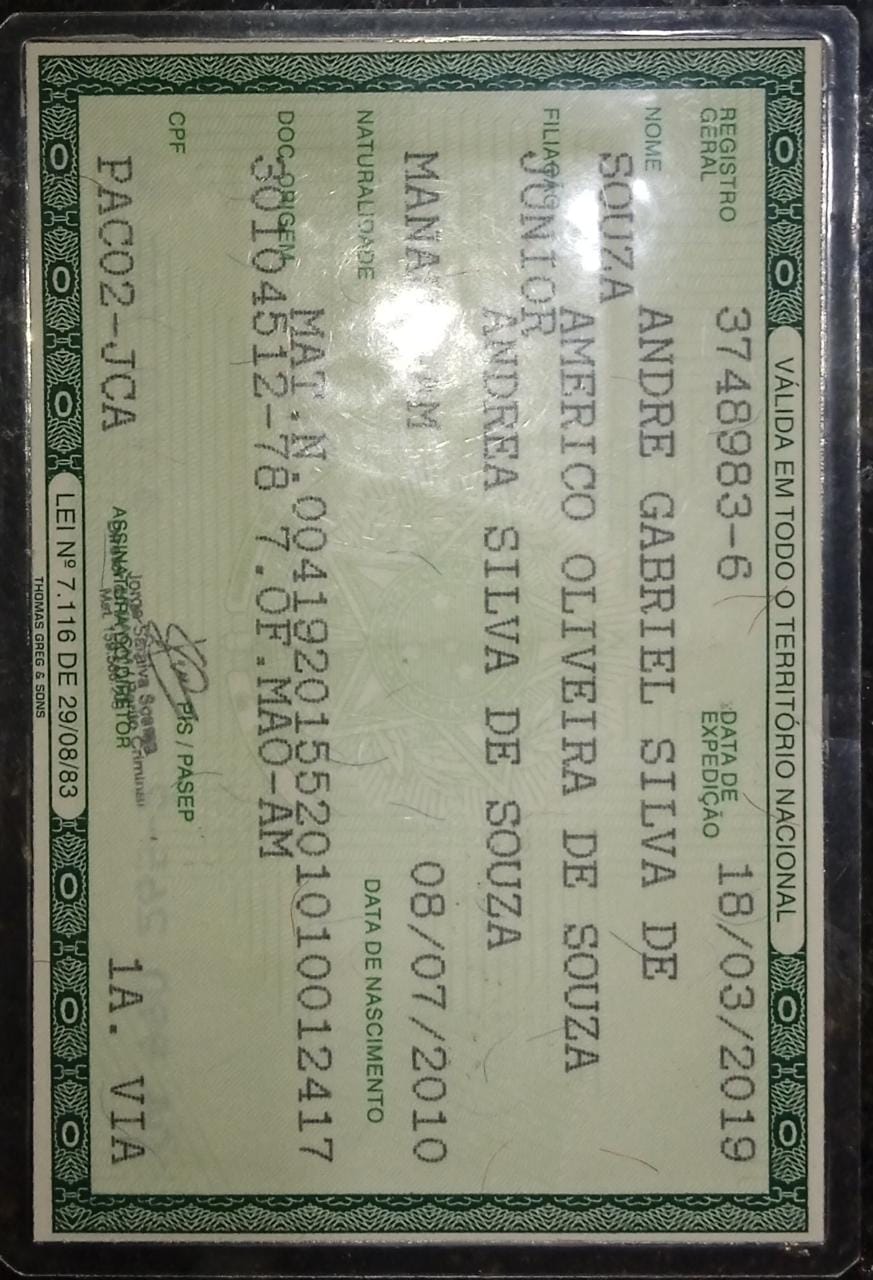 VÁLIDA EM TODO O TERRITÓRIO NACIONAL
REGISTRO GERAL 3748983-6 DATA DE EXPEDIÇÃO 18/03/2019
NOME ANDRE GABRIEL SILVA DE
SOUZA
FILIAÇÃO AMERICO OLIVEIRA DE SOUZA
JUNIOR
ANDREA SILVA DE SOUZA
NATURALIDADE DATA DE NASCIMENTO
AM 08/07/2010
DOC ORIGEM MAT.N.00419201552010100012417
30104512-78 7.OF.MAO-AM
CPF PIS / PASEP
PAC02-JCA 1A. VIA
ASSINATURA DO DIRETOR
LEI Nº 7.116 DE 29/08/83
THOMAS GREG & SONS